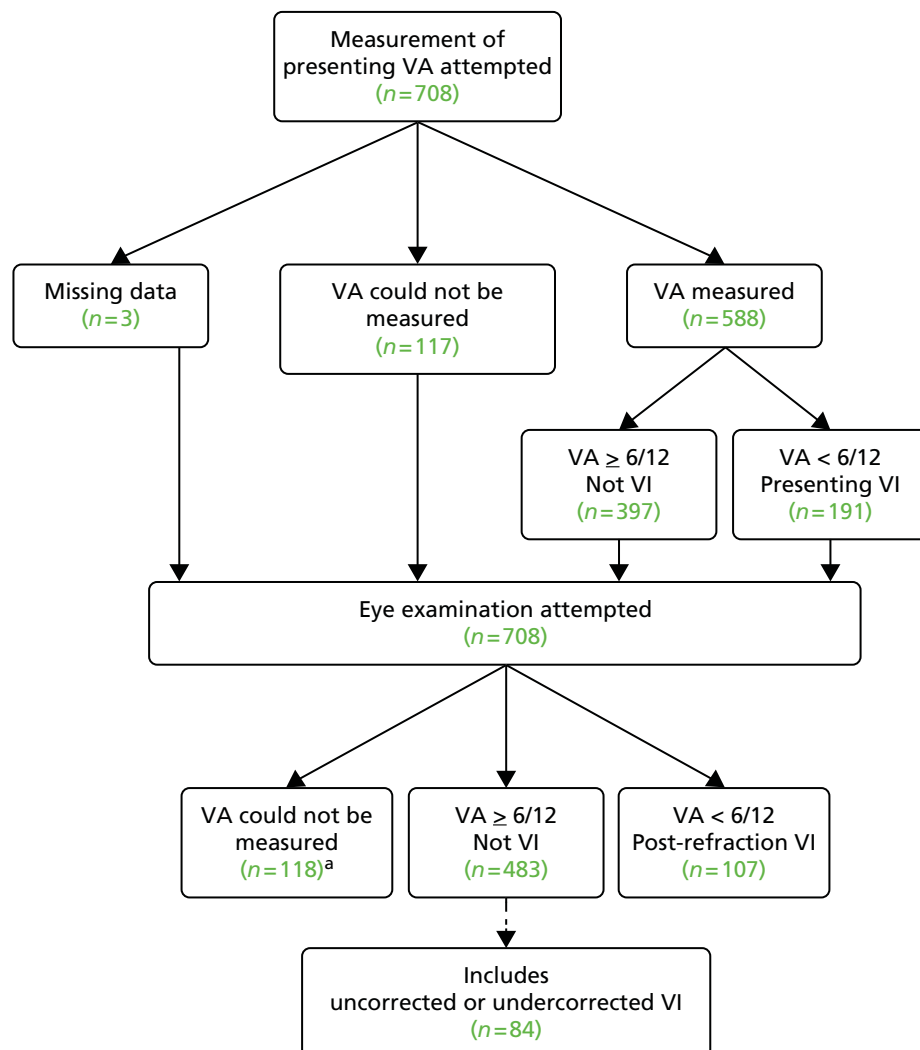 Measurement of
presenting VA attempted
(n=708)
Missing data
(n=3)
VA could not be
measured
(n=117)
VA measured
(n=588)
VA ≥ 6/12
Not VI
(n=397)
VA < 6/12
Presenting VI
(n=191)
Eye examination attempted
(n=708)
VA could not be
measured
(n=118)a
VA ≥ 6/12
Not VI
(n=483)
VA < 6/12
Post-refraction VI
(n=107)
Includes
uncorrected or undercorrected VI
(n=84)